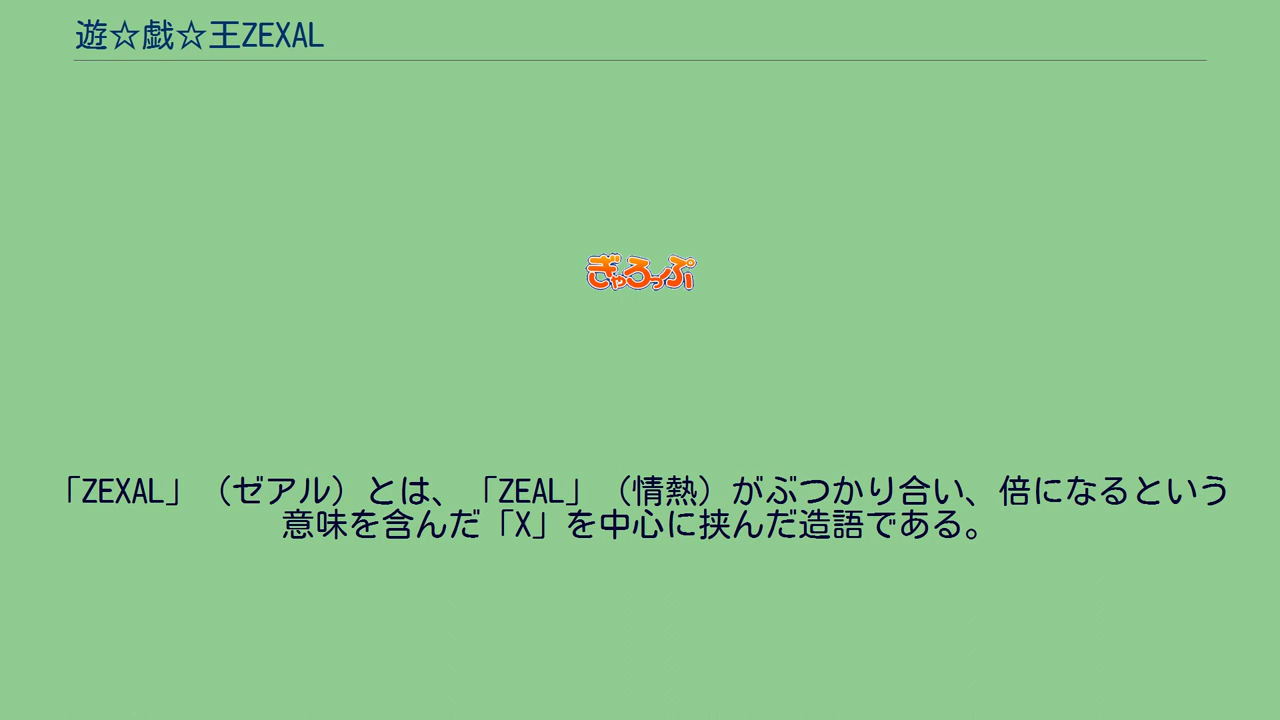 遊☆戯☆王ZEXAL
ぎゃろっぷ
「ZEXAL」（ゼアル）とは、「ZEAL」（情熱）がぶつかり合い、倍になるという
意味を含んだ「X」を中心に挟んだ造語である。